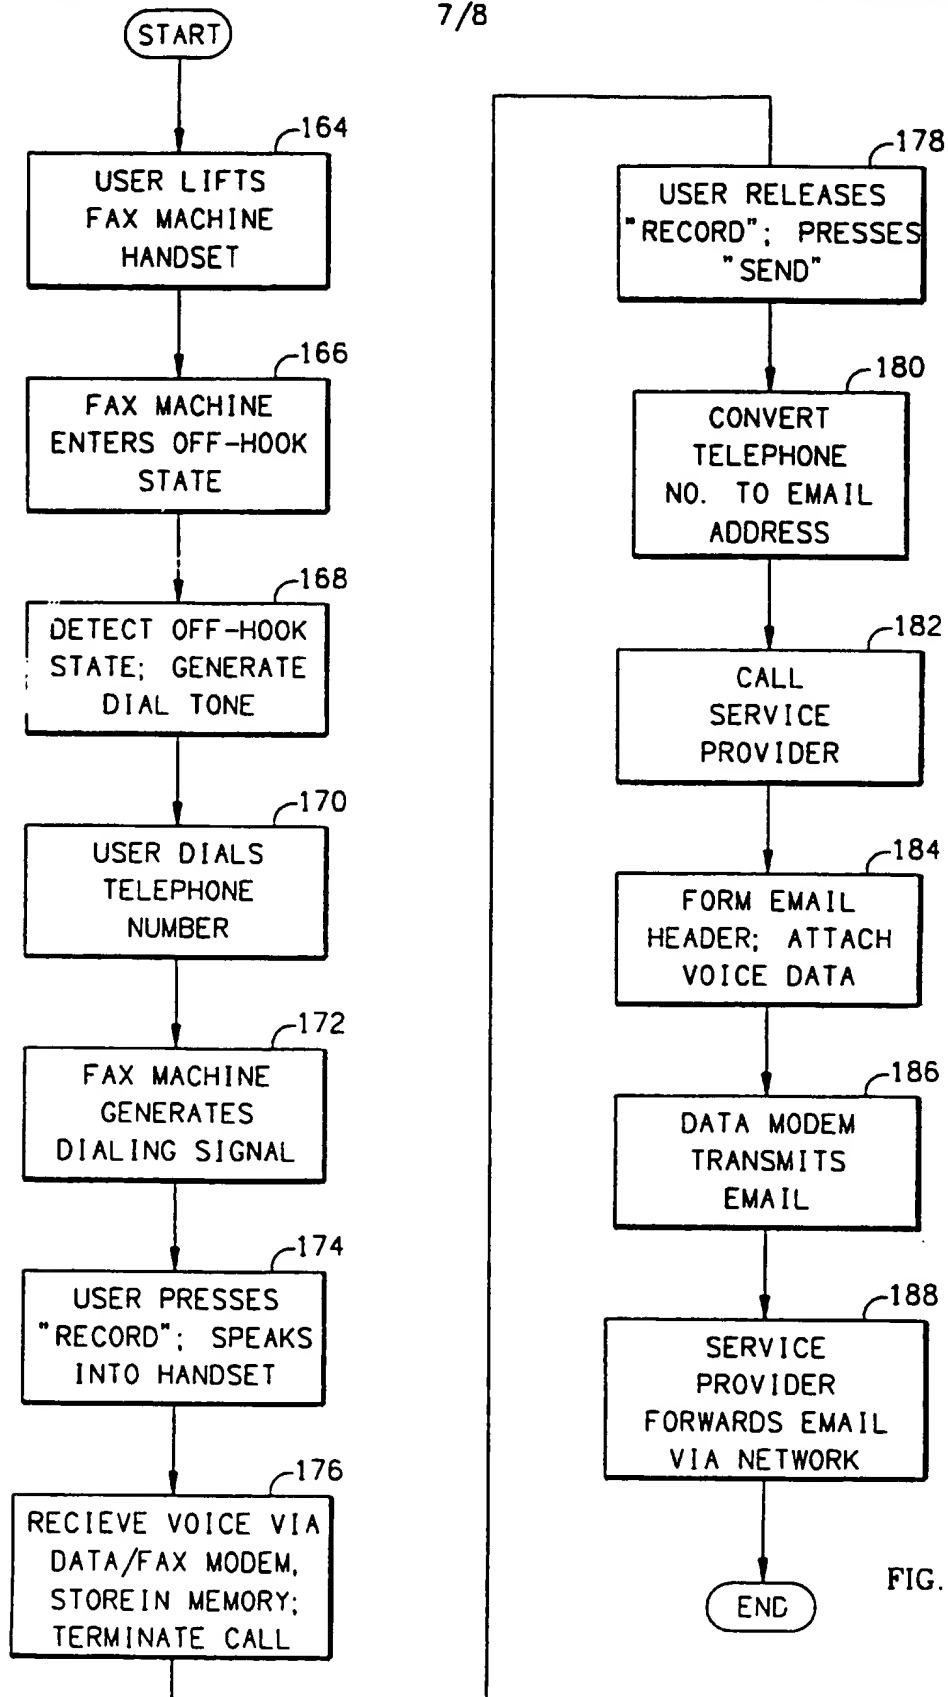 7/8
START
164
USER LIFTS
FAX MACHINE
HANDSET
166
FAX MACHINE
ENTERS OFF-HOOK
STATE
168
DETECT OFF-HOOK
STATE; GENERATE
DIAL TONE
170
USER DIALS
TELEPHONE
NUMBER
172
FAX MACHINE
GENERATES
DIALING SIGNAL
174
USER PRESSES
"RECORD"; SPEAKS
INTO HANDSET
176
RECIEVE VOICE VIA
DATA/FAX MODEM,
STOREIN MEMORY;
TERMINATE CALL
178
USER RELEASES
"RECORD"; PRESSES
"SEND"
180
CONVERT
TELEPHONE
NO. TO EMAIL
ADDRESS
182
CALL
SERVICE
PROVIDER
184
FORM EMAIL
HEADER; ATTACH
VOICE DATA
186
DATA MODEM
TRANSMITS
EMAIL
188
SERVICE
PROVIDER
FORWARDS EMAIL
VIA NETWORK
END
FIG.